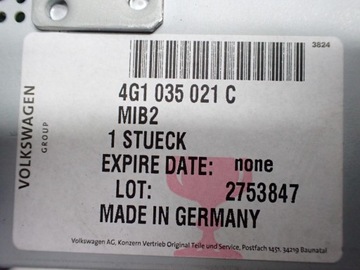 3824
VOLKSWAGEN
GROUP
4G1 035 021 C
MIB2
1 STUECK
EXPIRE DATE: none
LOT: 2753847
MADE IN GERMANY
Volkswagen AG, Konzern Vertrieb Original Teile und Service, Postfach 1451, 34219 Baunatal